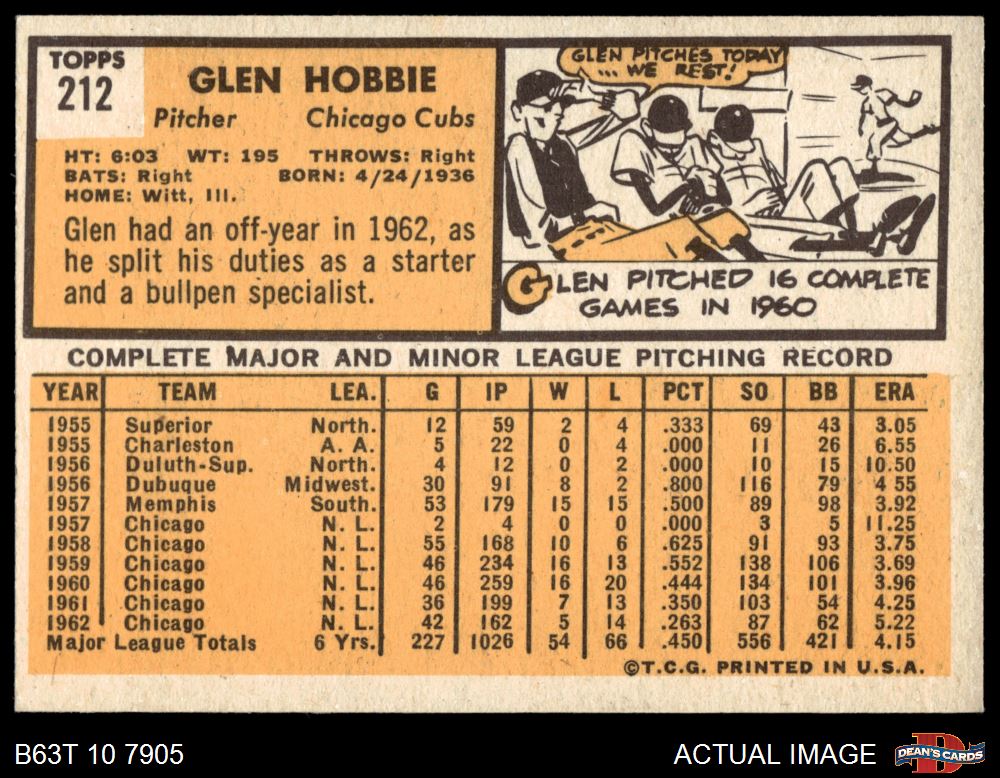 TOPPS
212
GLEN HOBBIE
Pitcher Chicago Cubs
HT: 6:03 WT: 195 THROWS: Right
BATS: Right BORN: 4/24/1936
HOME: Witt, Ill.
Glen had an off-year in 1962, as
he split his duties as a starter
and a bullpen specialist.
GLEN PITCHES TODAY
... WE REST!
GLEN PITCHED 16 COMPLETE
GAMES IN 1960
COMPLETE MAJOR AND MINOR LEAGUE PITCHING RECORD
YEAR TEAM LEA. G IP W L PCT SO BB ERA
1955 Superior North. 12 59 2 4 .333 69 43 3.05
1955 Charleston A. A. 5 22 0 4 .000 11 26 6.55
1956 Duluth-Sup. North. 4 12 0 2 .000 10 15 10.50
1956 Dubuque Midwest. 30 91 8 2 .800 116 79 4 55
1957 Memphis South. 53 179 15 15 .500 89 98 3.92
1957 Chicago N. L. 2 4 0 0 .000 3 5 11.25
1958 Chicago N. L. 55 168 10 6 .625 91 93 3.75
1959 Chicago N. L. 46 234 16 13 .552 138 106 3.69
1960 Chicago N. L. 46 259 16 20 .444 134 101 3.96
1961 Chicago N. L. 36 199 7 13 .350 103 54 4.25
1962 Chicago N. L. 42 162 5 14 .263 87 62 5.22
Major League Totals 6 Yrs. 227 1026 54 66 .450 556 421 4.15
©T.C.G. PRINTED IN U.S.A.
B63T 10 7905 ACTUAL IMAGE
D
DEAN'S CARDS